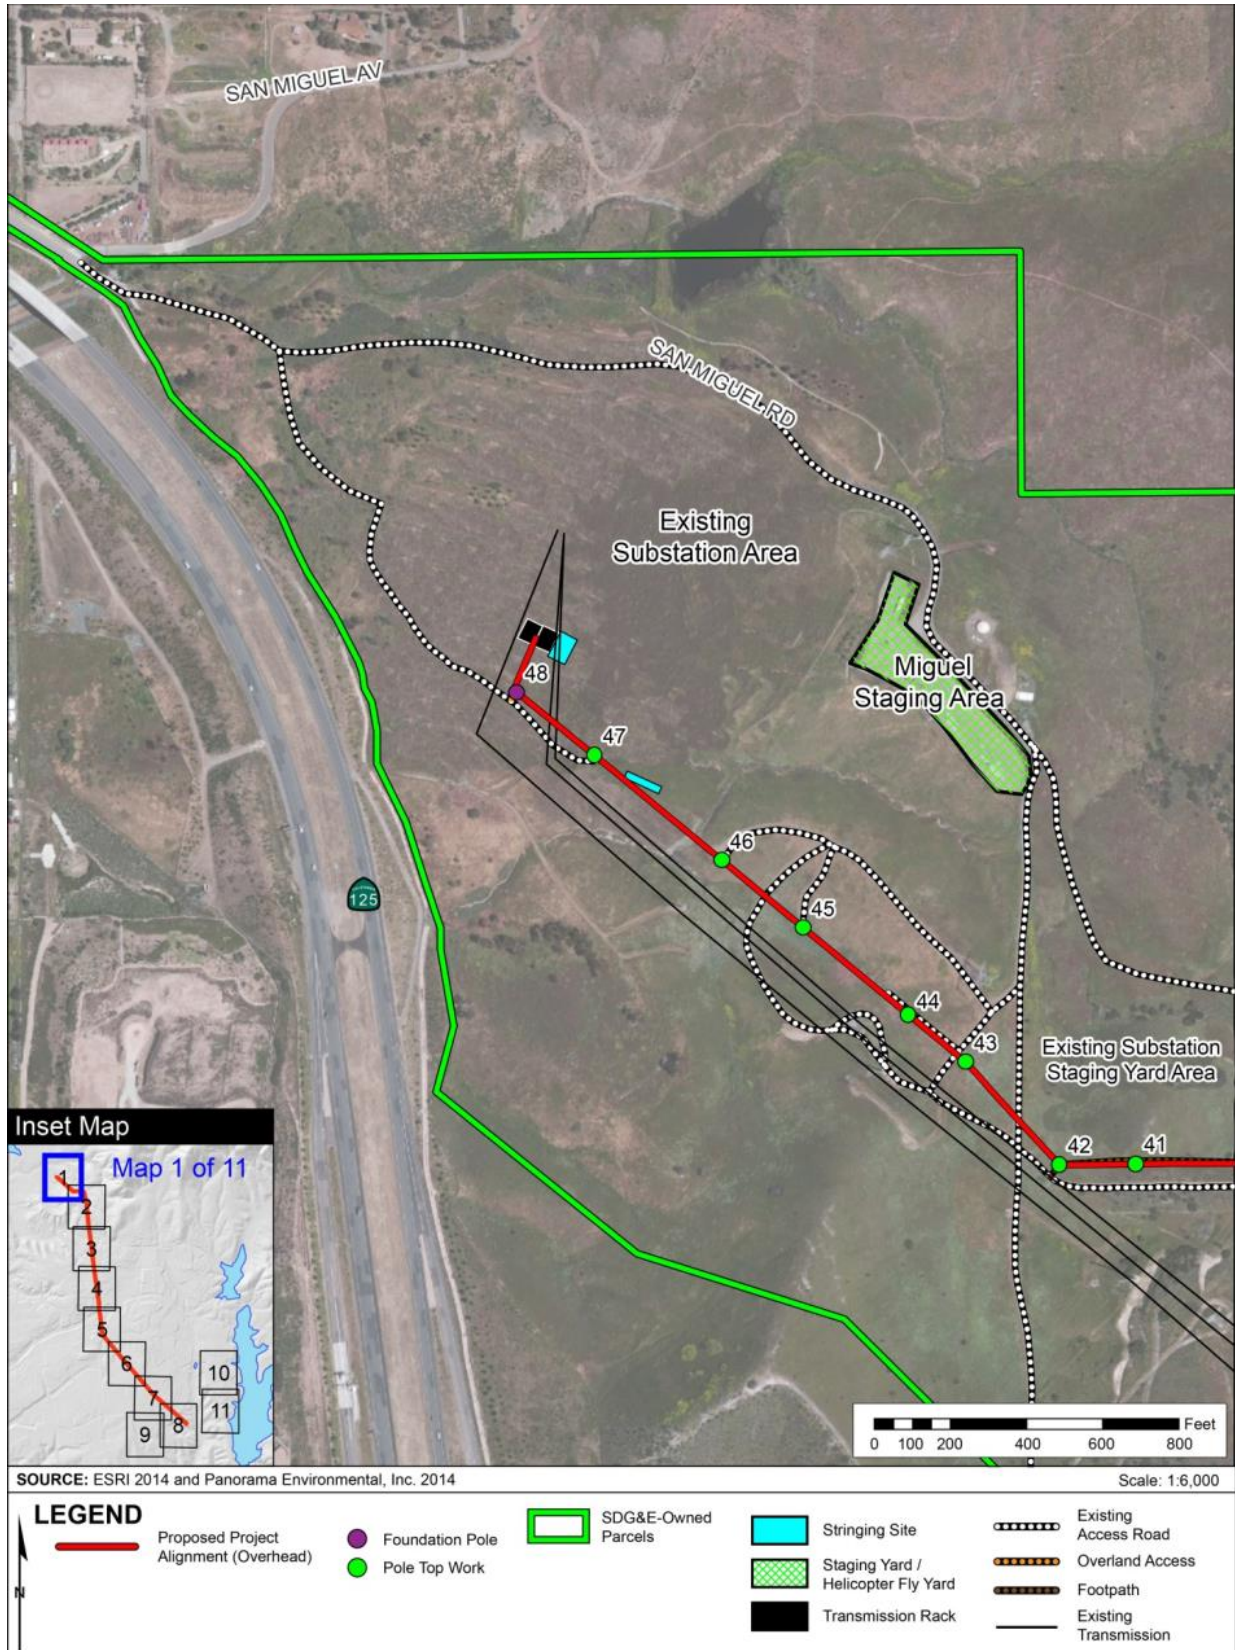 SAN MIGUEL AV
SAN MIGUEL RD
Existing
Substation Area
48
Miguel
Staging Area
47
46
CALIFORNIA
125
45
44
43
Existing Substation
Staging Yard Area
42
41
Inset Map
Map 1 of 11
1
2
3
4
5
6
7
8
9
10
11
Feet
0 100 200 400 600 800
SOURCE: ESRI 2014 and Panorama Environmental, Inc. 2014
Scale: 1:6,000
LEGEND
N
Proposed Project
Alignment (Overhead)
Foundation Pole
Pole Top Work
SDG&E-Owned
Parcels
Stringing Site
Staging Yard /
Helicopter Fly Yard
Transmission Rack
Existing
Access Road
Overland Access
Footpath
Existing
Transmission